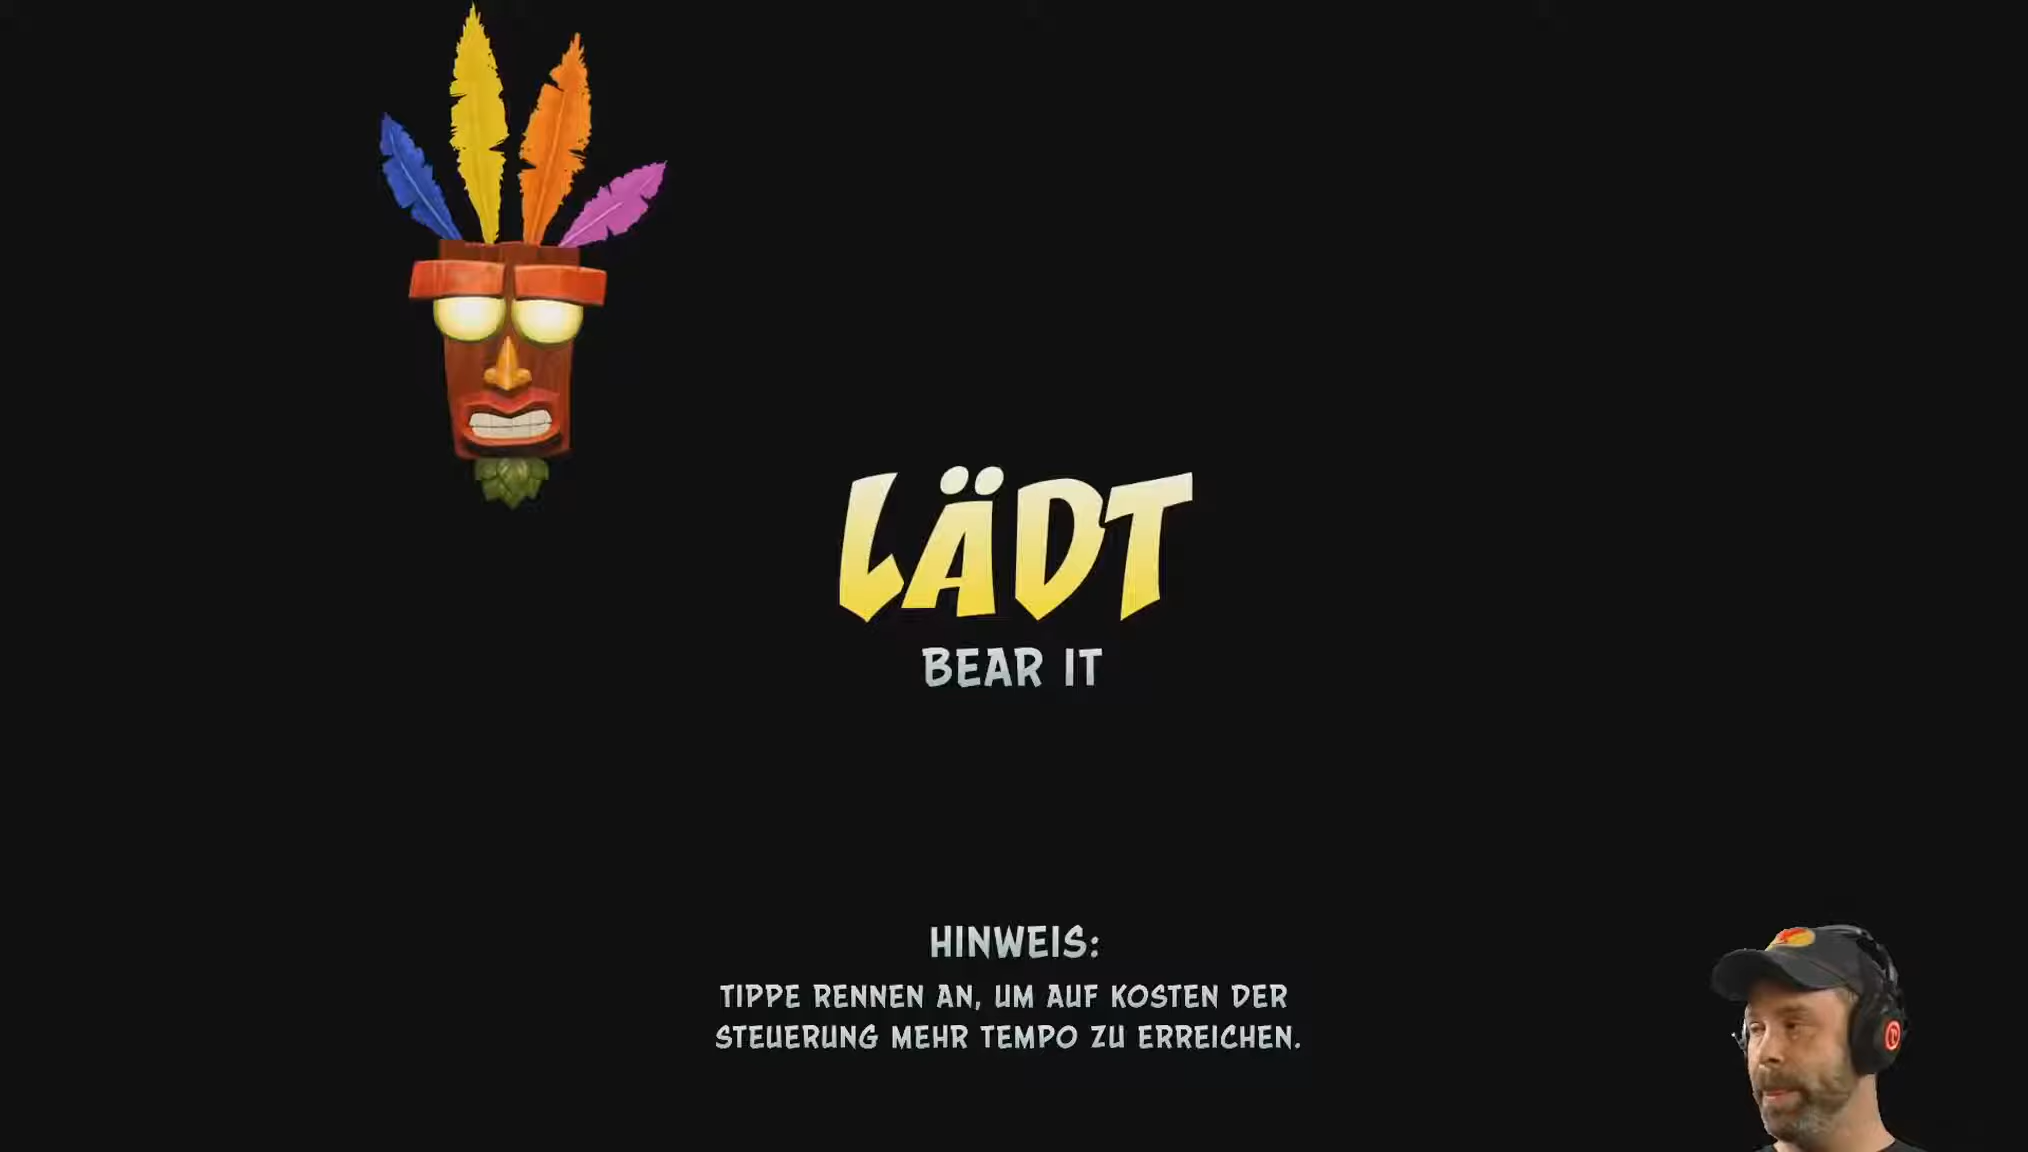 LÄDT
BEAR IT
HINWEIS:
TIPPE RENNEN AN, UM AUF KOSTEN DER
STEUERUNG MEHR TEMPO ZU ERREICHEN.